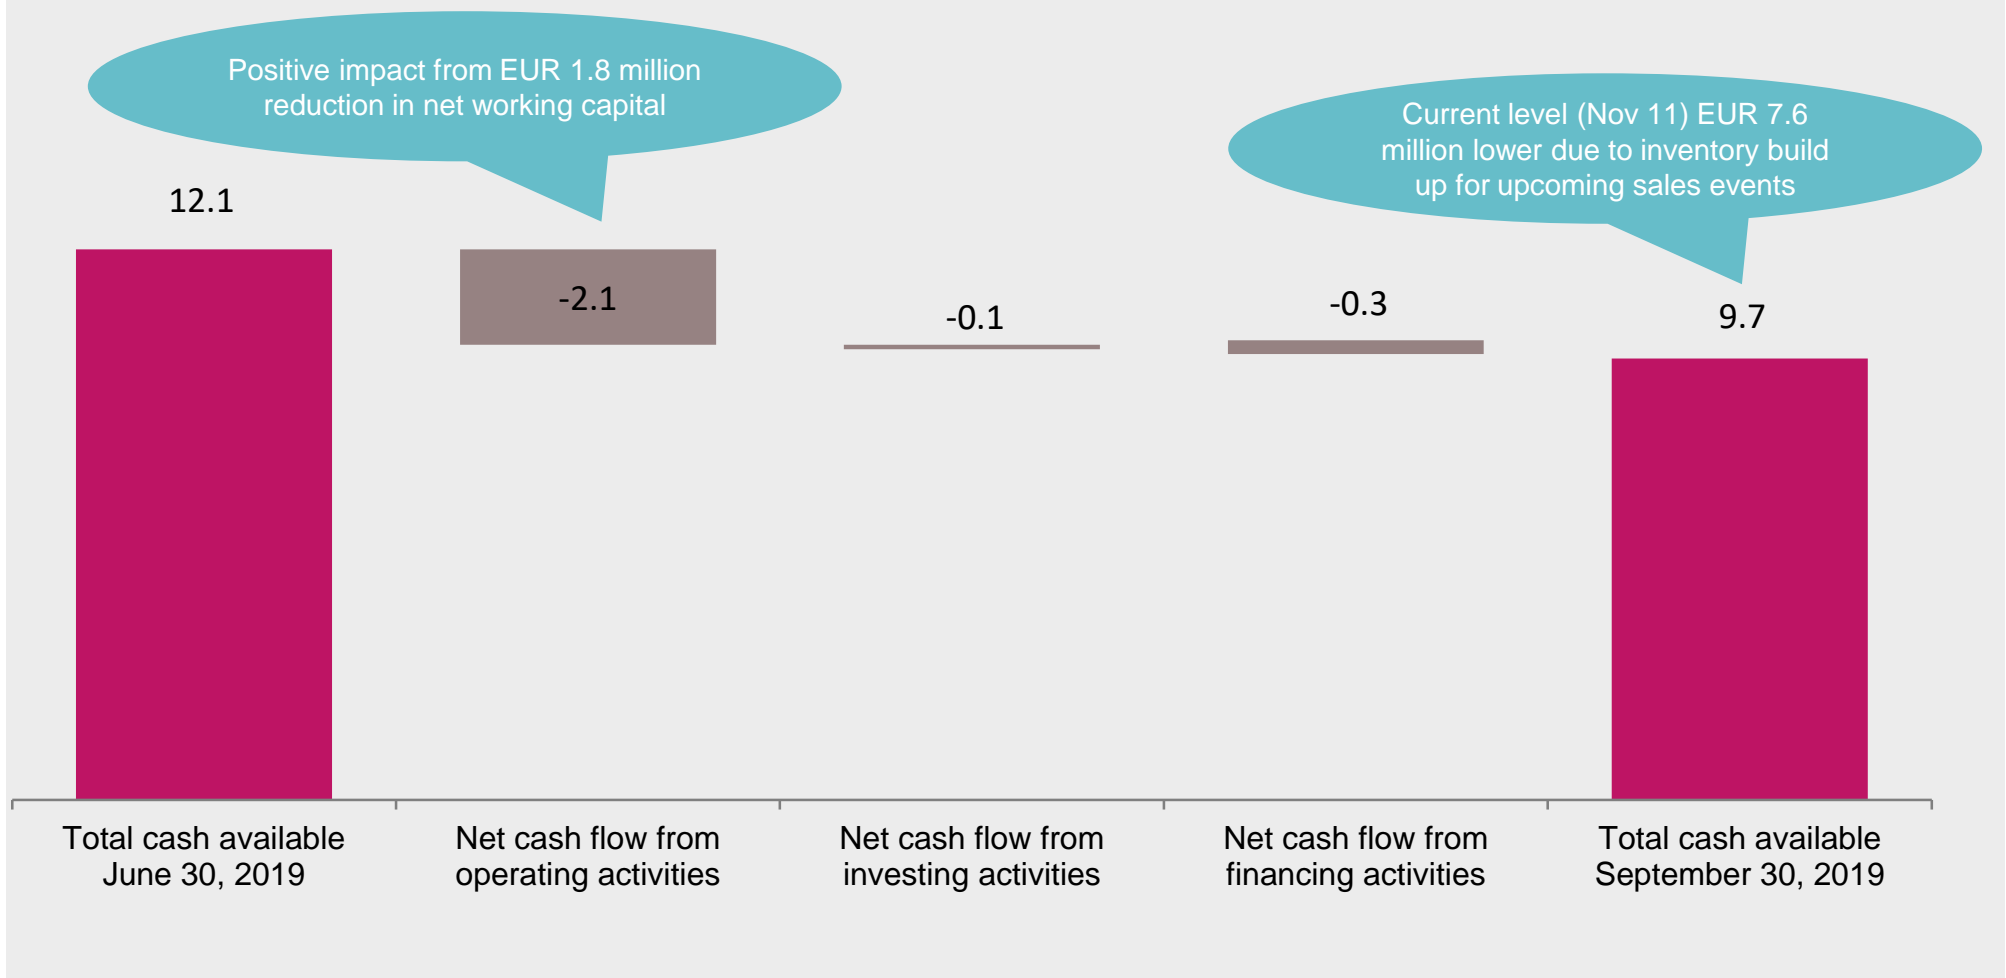 Positive impact from EUR 1.8 million
reduction in net working capital
Current level (Nov 11) EUR 7.6
million lower due to inventory build
up for upcoming sales events
12.1
-2.1
-0.1
-0.3
9.7
Total cash available
June 30, 2019
Net cash flow from
operating activities
Net cash flow from
investing activities
Net cash flow from
financing activities
Total cash available
September 30, 2019